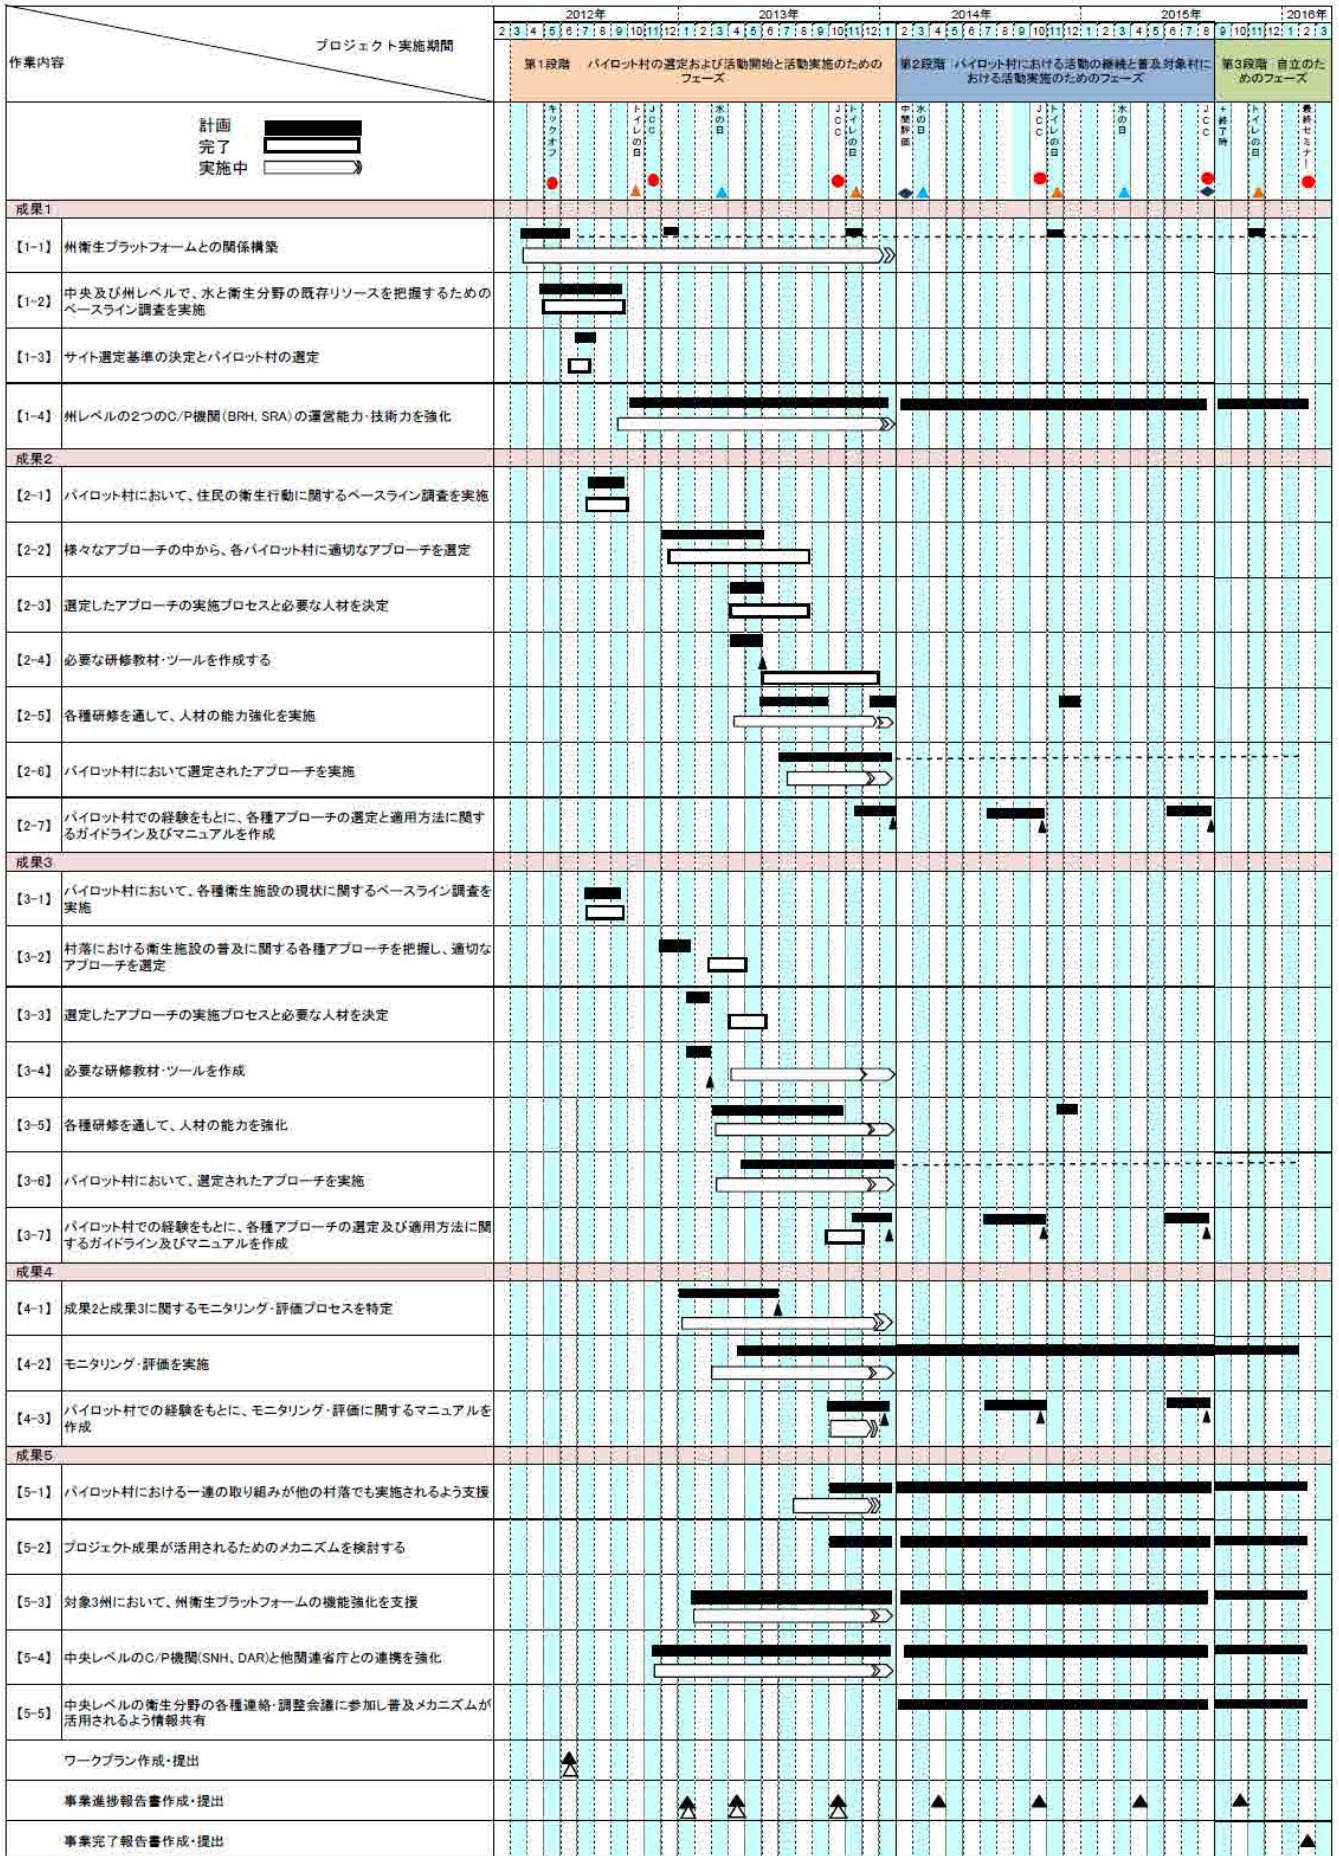 2012年 2013年 2014年 2015年 2016年
プロジェクト実施期間
作業内容
2 3 4 5 6 7 8 9 10 11 12 1 2 3 4 5 6 7 8 9 10 11 12 1 2 3 4 5 6 7 8 9 10 11 12 1 2 3 4 5 6 7 8 9 10 11 12 1 2 3
第1段階 パイロット村の選定および活動開始と活動実施のための
フェーズ
第2段階 パイロット村における活動の継続と普及対象村に
おける活動実施のためのフェーズ
第3段階 自立のた
めのフェーズ
計画
完了
実施中
キックオフ
トイレの日
JCC
水の日
JCC
トイレの日
中間評価
水の日
JCC
トイレの日
水の日
JCC
終了時
トイレの日
最終セミナー
成果1
【1-1】 州衛生プラットフォームとの関係構築
【1-2】 中央及び州レベルで、水と衛生分野の既存リソースを把握するための
ベースライン調査を実施
【1-3】 サイト選定基準の決定とパイロット村の選定
【1-4】 州レベルの2つのC/P機関(BRH, SRA)の運営能力・技術力を強化
成果2
【2-1】 パイロット村において、住民の衛生行動に関するベースライン調査を実施
【2-2】 様々なアプローチの中から、各パイロット村に適切なアプローチを選定
【2-3】 選定したアプローチの実施プロセスと必要な人材を決定
【2-4】 必要な研修教材・ツールを作成する
【2-5】 各種研修を通して、人材の能力強化を実施
【2-6】 パイロット村において選定されたアプローチを実施
【2-7】 パイロット村での経験をもとに、各種アプローチの選定と適用方法に関す
るガイドライン及びマニュアルを作成
成果3
【3-1】 パイロット村において、各種衛生施設の現状に関するベースライン調査を
実施
【3-2】 村落における衛生施設の普及に関する各種アプローチを把握し、適切な
アプローチを選定
【3-3】 選定したアプローチの実施プロセスと必要な人材を決定
【3-4】 必要な研修教材・ツールを作成
【3-5】 各種研修を通して、人材の能力を強化
【3-6】 パイロット村において、選定されたアプローチを実施
【3-7】 パイロット村での経験をもとに、各種アプローチの選定及び適用方法に関
するガイドライン及びマニュアルを作成
成果4
【4-1】 成果2と成果3に関するモニタリング・評価プロセスを特定
【4-2】 モニタリング・評価を実施
【4-3】 パイロット村での経験をもとに、モニタリング・評価に関するマニュアルを
作成
成果5
【5-1】 パイロット村における一連の取り組みが他の村落でも実施されるよう支援
【5-2】 プロジェクト成果が活用されるためのメカニズムを検討する
【5-3】 対象3州において、州衛生プラットフォームの機能強化を支援
【5-4】 中央レベルのC/P機関(SNH、DAR)と他関連省庁との連携を強化
【5-5】 中央レベルの衛生分野の各種連絡・調整会議に参加し普及メカニズムが
活用されるよう情報共有
ワークプラン作成・提出
事業進捗報告書作成・提出
事業完了報告書作成・提出